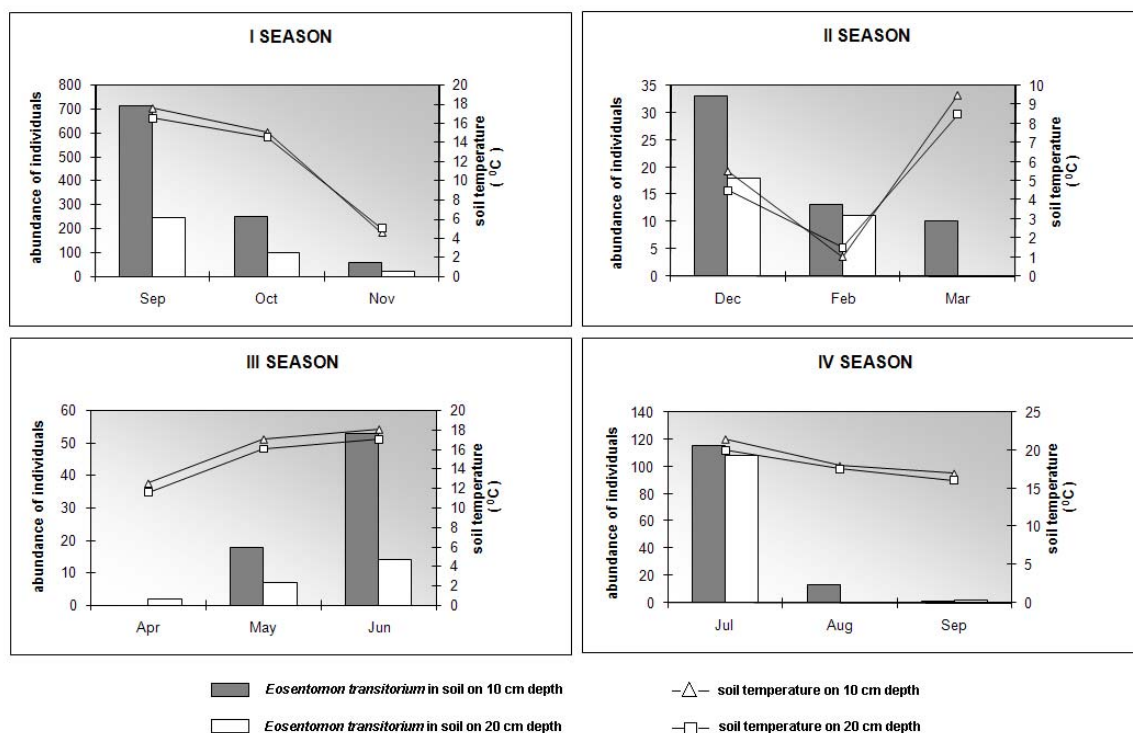 I SEASON
abundance of individuals
800
700
600
500
400
300
200
100
0
20
18
16
14
12
10
8
6
4
2
0
soil temperature
( ⁰C )
Sep Oct Nov
II SEASON
abundance of individuals
35
30
25
20
15
10
5
0
10
9
8
7
6
5
4
3
2
1
0
soil temperature
( ⁰C )
Dec Feb Mar
III SEASON
abundance of individuals
60
50
40
30
20
10
0
20
18
16
14
12
10
8
6
4
2
0
soil temperature
( ⁰C )
Apr May Jun
IV SEASON
abundance of individuals
140
120
100
80
60
40
20
0
25
20
15
10
5
0
soil temperature
( ⁰C )
Jul Aug Sep
Eosentomon transitorium in soil on 10 cm depth
soil temperature on 10 cm depth
Eosentomon transitorium in soil on 20 cm depth
soil temperature on 20 cm depth